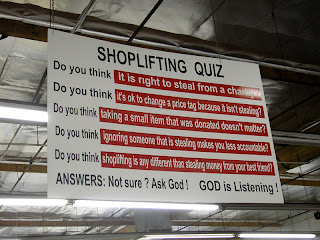 SHOPLIFTING QUIZ
Do you think it is right to steal from a charity?
Do you think it's ok to change a price tag because it isn't stealing?
Do you think taking a small item that was donated doesn't matter?
Do you think Ignoring someone that is stealing makes you less accountable?
Do you think shoplifting is any different than stealing money from your best friend?
ANSWERS: Not sure ? Ask God ! GOD is Listening !